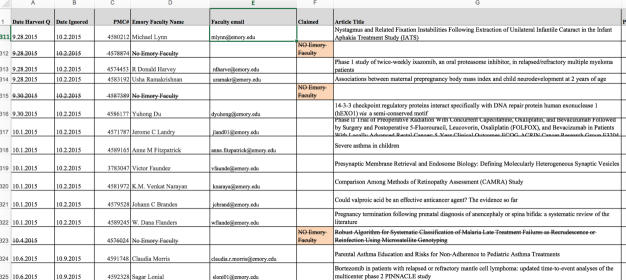 A B C D E F G
1 Date Harvest Q Date Ignored PMC# Emory Faculty Name Faculty email Claimed Article Title
311 9.28.2015 10.2.2015 4580212 Michael Lynn mlynn@emory.edu Nystagmus and Related Fixation Instabilities Following Extraction of Unilateral Infantile Cataract in the Infant
Aphakia Treatment Study (IATS)
312 9.28.2015 10.2.2015 4578874 No Emory Faculty NO Emory
Faculty
313 9.28.2015 10.2.2015 4574453 R Donald Harvey rdharve@emory.edu Phase 1 study of twice-weekly ixazomib, an oral proteasome inhibitor, in relapsed/refractory multiple myeloma
patients
314 9.28.2015 10.2.2015 4583192 Usha Ramakrishnan uramakr@emory.edu Associations between maternal prepregnancy body mass index and child neurodevelopment at 2 years of age
315 9.30.2015 10.2.2015 4587389 No Emory Faculty NO Emory
Faculty
316 9.30.2015 10.2.2015 4586177 Yuhong Du dyuhong@emory.edu 14-3-3 checkpoint regulatory proteins interact specifically with DNA repair protein human exonuclease 1
(hEXO1) via a semi-conserved motif
317 10.1.2015 10.2.2015 4571787 Jerome C Landry jland01@emory.edu Phase II Trial of Preoperative Radiation With Concurrent Capecitabine, Oxaliplatin, and Bevacizumab Followed
by Surgery and Postoperative 5-Fluorouracil, Leucovorin, Oxaliplatin (FOLFOX), and Bevacizumab in Patients
With Locally Advanced Rectal Cancer: 5-Year Clinical Outcomes ECOG-ACRIN Cancer Research Group E3204
318 10.1.2015 10.2.2015 4589165 Anne M Fitzpatrick anne.fitzpatrick@emory.edu Severe asthma in children
319 10.1.2015 10.2.2015 3783047 Victor Faundez vfaunde@emory.edu Presynaptic Membrane Retrieval and Endosome Biology: Defining Molecularly Heterogeneous Synaptic Vesicles
320 10.1.2015 10.2.2015 4581972 K.M. Venkat Narayan knaraya@emory.edu Comparison Among Methods of Retinopathy Assessment (CAMRA) Study
321 10.1.2015 10.2.2015 4579528 Johann C Brandes jcbrand@emory.edu Could valproic acid be an effective anticancer agent? The evidence so far
322 10.1.2015 10.2.2015 4589245 W. Dana Flanders wflande@emory.edu Pregnancy termination following prenatal diagnosis of anencephaly or spina bifida: a systematic review of the
literature
323 10.4.2015 4576024 No Emory Faculty NO Emory
Faculty Robust Algorithm for Systematic Classification of Malaria Late Treatment Failures as Recrudescence or
Reinfection Using Microsatellite Genotyping
324 10.6.2015 10.9.2015 4591748 Claudia Morris claudia.r.morris@emory.edu Parental Asthma Education and Risks for Non-Adherence to Pediatric Asthma Treatments
325 10.6.2015 10.9.2015 4592328 Sagar Lonial sloni01@emory.edu Bortezomib in patients with relapsed or refractory mantle cell lymphoma: updated time-to-event analyses of the
multicenter phase 2 PINNACLE study